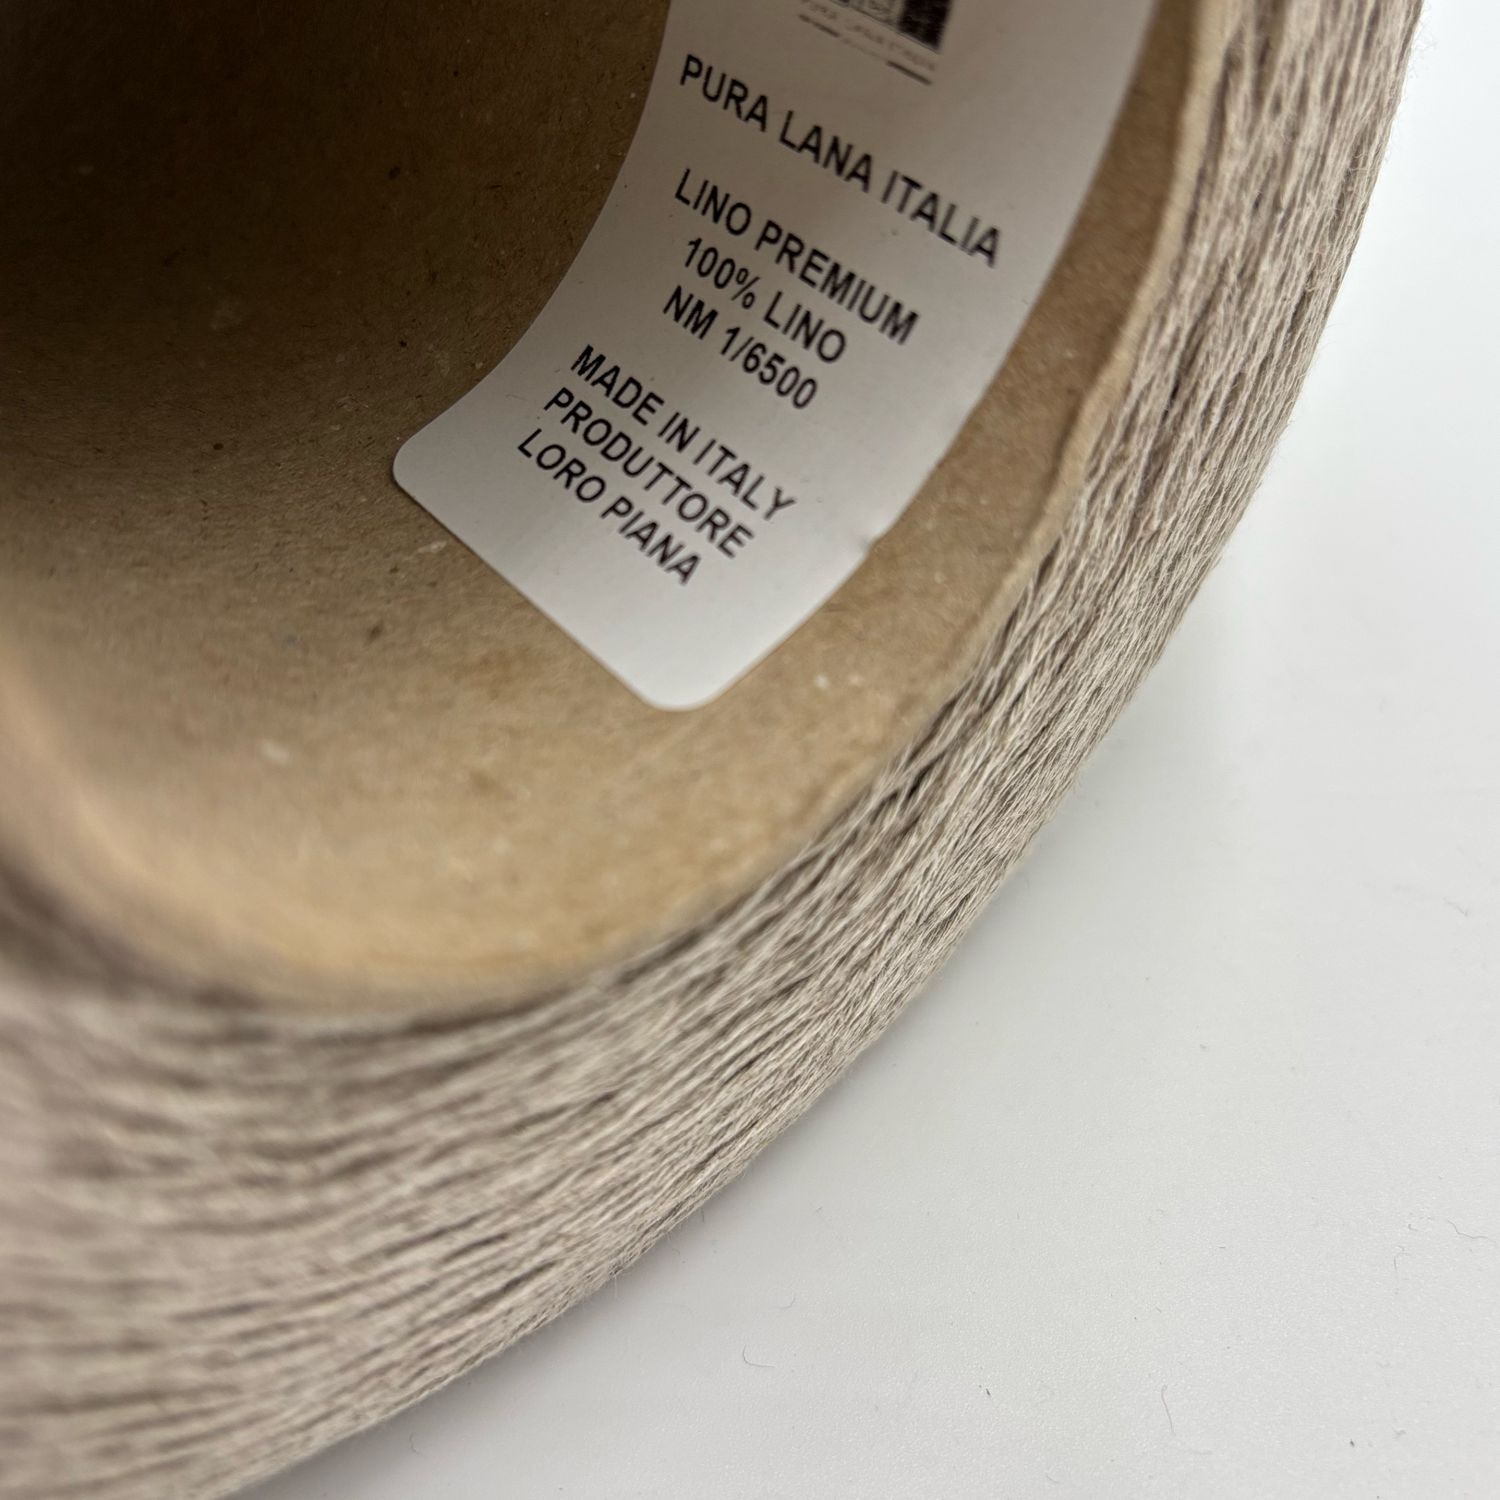 PURA LANA ITALIA
LINO PREMIUM
100% LINO
NM 1/6500
MADE IN ITALY
PRODUTTORE
LORO PIANA